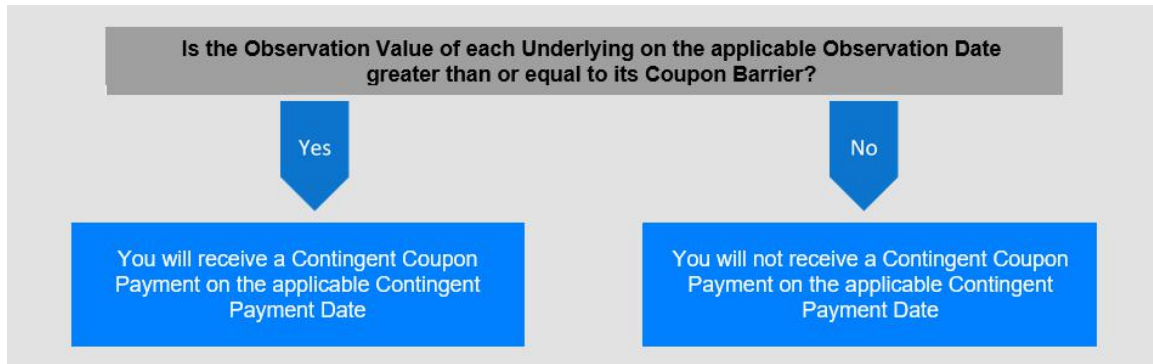 Is the Observation Value of each Underlying on the applicable Observation Date
greater than or equal to its Coupon Barrier?
Yes
No
You will receive a Contingent Coupon
Payment on the applicable Contingent
Payment Date
You will not receive a Contingent Coupon
Payment on the applicable Contingent
Payment Date